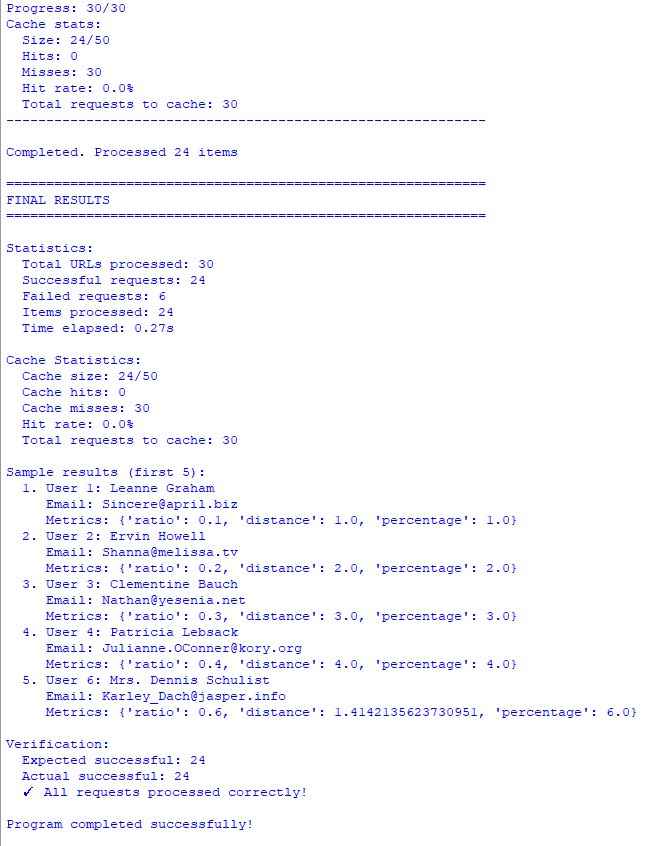 Progress: 30/30
Cache stats:
  Size: 24/50
  Hits: 0
  Misses: 30
  Hit rate: 0.0%
  Total requests to cache: 30
------------------------------------------------------------
Completed. Processed 24 items
============================================================
FINAL RESULTS
============================================================
Statistics:
  Total URLs processed: 30
  Successful requests: 24
  Failed requests: 6
  Items processed: 24
  Time elapsed: 0.27s
Cache Statistics:
  Cache size: 24/50
  Cache hits: 0
  Cache misses: 30
  Hit rate: 0.0%
  Total requests to cache: 30
Sample results (first 5):
  1. User 1: Leanne Graham
     Email: Sincere@april.biz
     Metrics: {'ratio': 0.1, 'distance': 1.0, 'percentage': 1.0}
  2. User 2: Ervin Howell
     Email: Shanna@melissa.tv
     Metrics: {'ratio': 0.2, 'distance': 2.0, 'percentage': 2.0}
  3. User 3: Clementine Bauch
     Email: Nathan@yesenia.net
     Metrics: {'ratio': 0.3, 'distance': 3.0, 'percentage': 3.0}
  4. User 4: Patricia Lebsack
     Email: Julianne.OConner@kory.org
     Metrics: {'ratio': 0.4, 'distance': 4.0, 'percentage': 4.0}
  5. User 6: Mrs. Dennis Schulist
     Email: Karley_Dach@jasper.info
     Metrics: {'ratio': 0.6, 'distance': 1.4142135623730951, 'percentage': 6.0}
Verification:
  Expected successful: 24
  Actual successful: 24
  ✓ All requests processed correctly!
Program completed successfully!